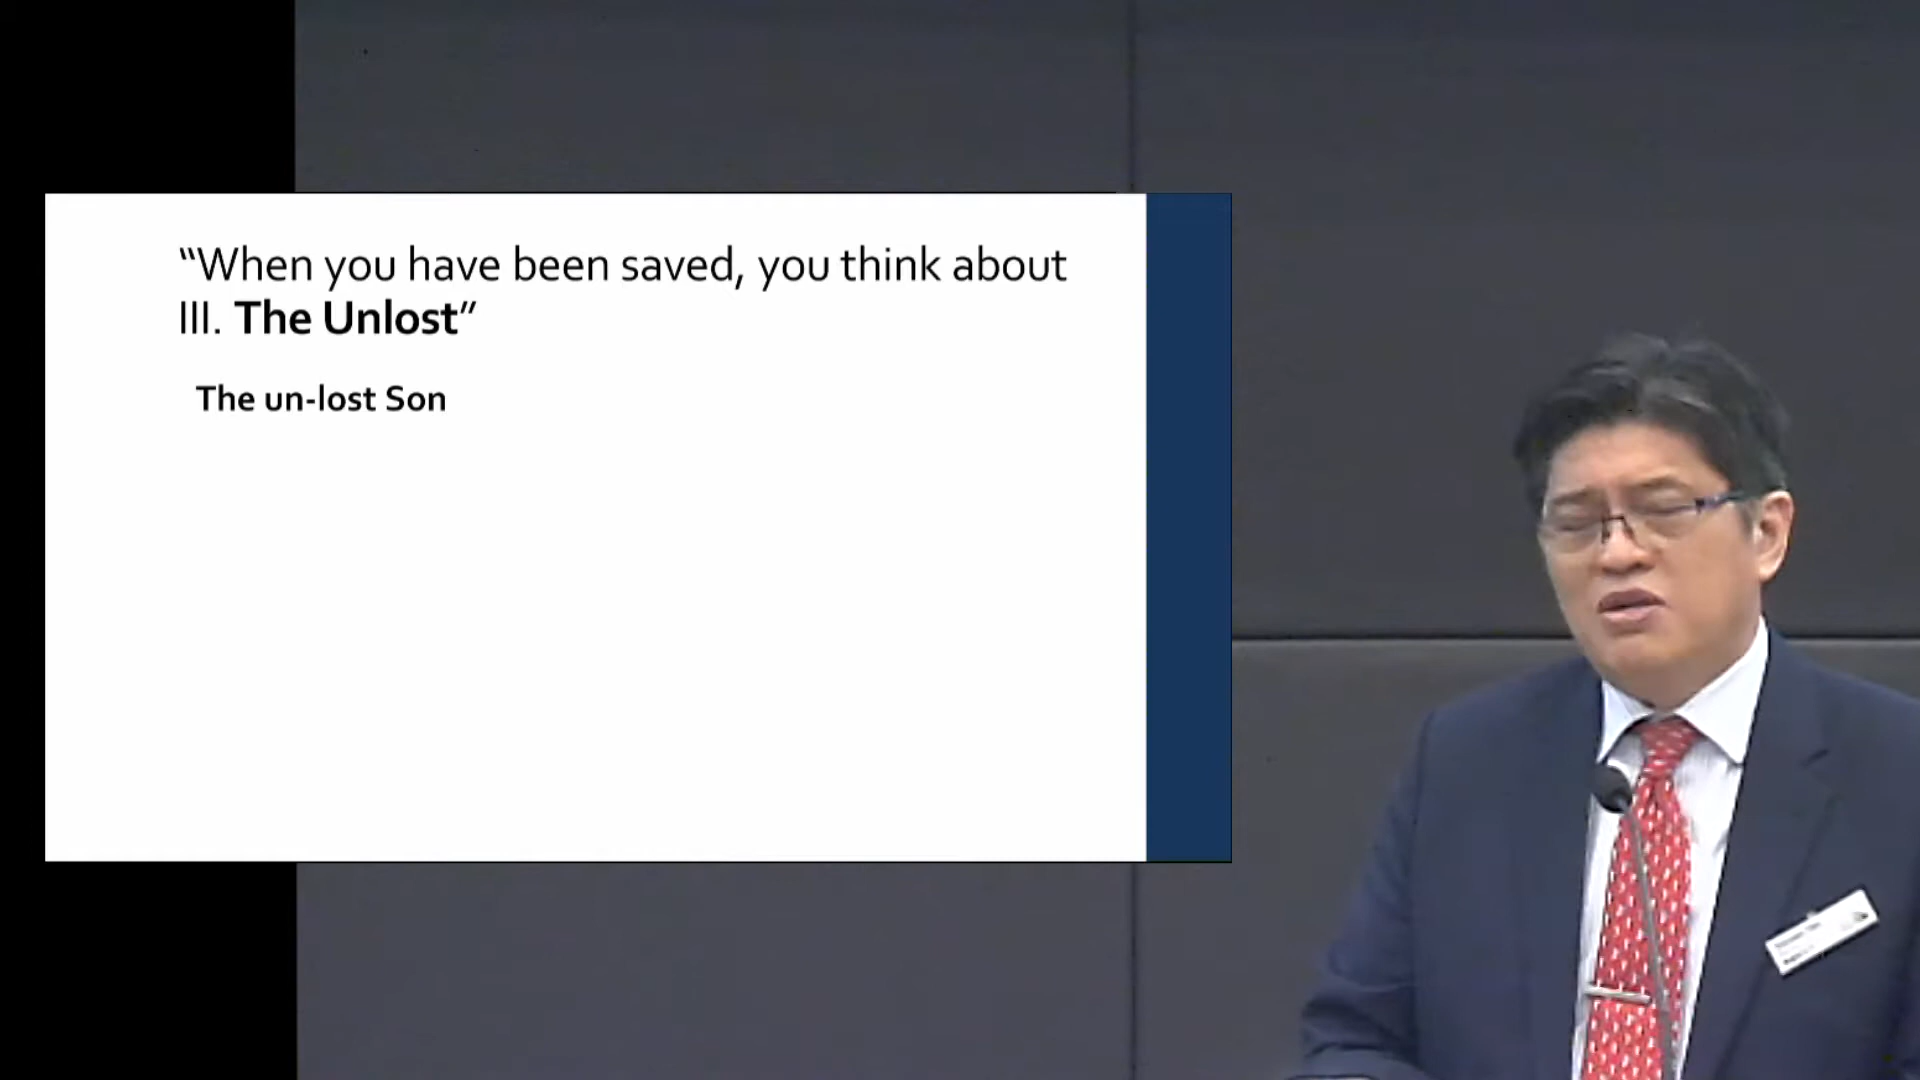 “When you have been saved, you think about
III. The Unlost”
The un-lost Son